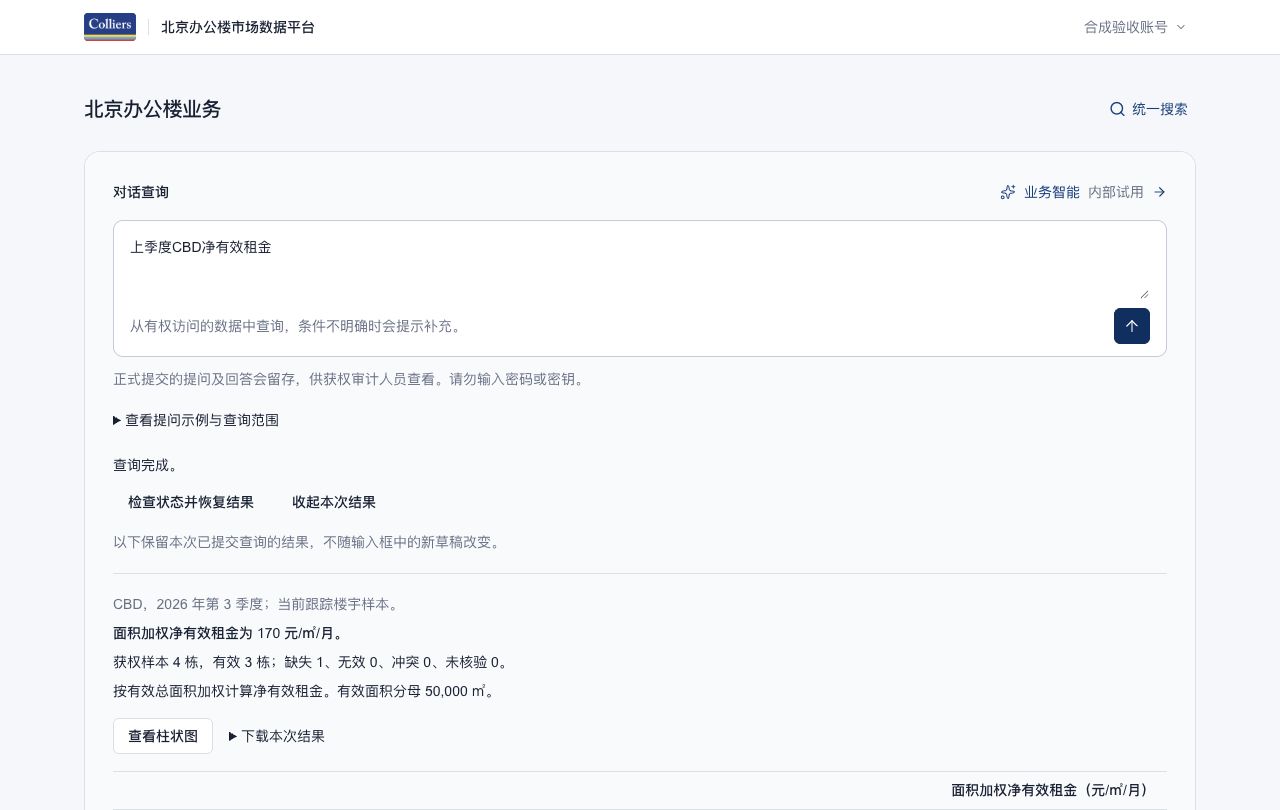 Colliers
北京办公楼市场数据平台
合成验收账号
北京办公楼业务
统一搜索
对话查询
业务智能 内部试用
上季度CBD净有效租金
从有权访问的数据中查询，条件不明确时会提示补充。
正式提交的提问及回答会留存，供获权审计人员查看。请勿输入密码或密钥。
查看提问示例与查询范围
查询完成。
检查状态并恢复结果 收起本次结果
以下保留本次已提交查询的结果，不随输入框中的新草稿改变。
CBD，2026 年第 3 季度；当前跟踪楼宇样本。
面积加权净有效租金为 170 元/㎡/月。
获权样本 4 栋，有效 3 栋；缺失 1、无效 0、冲突 0、未核验 0。
按有效总面积加权计算净有效租金。有效面积分母 50,000 ㎡。
查看柱状图 下载本次结果
面积加权净有效租金（元/㎡/月）